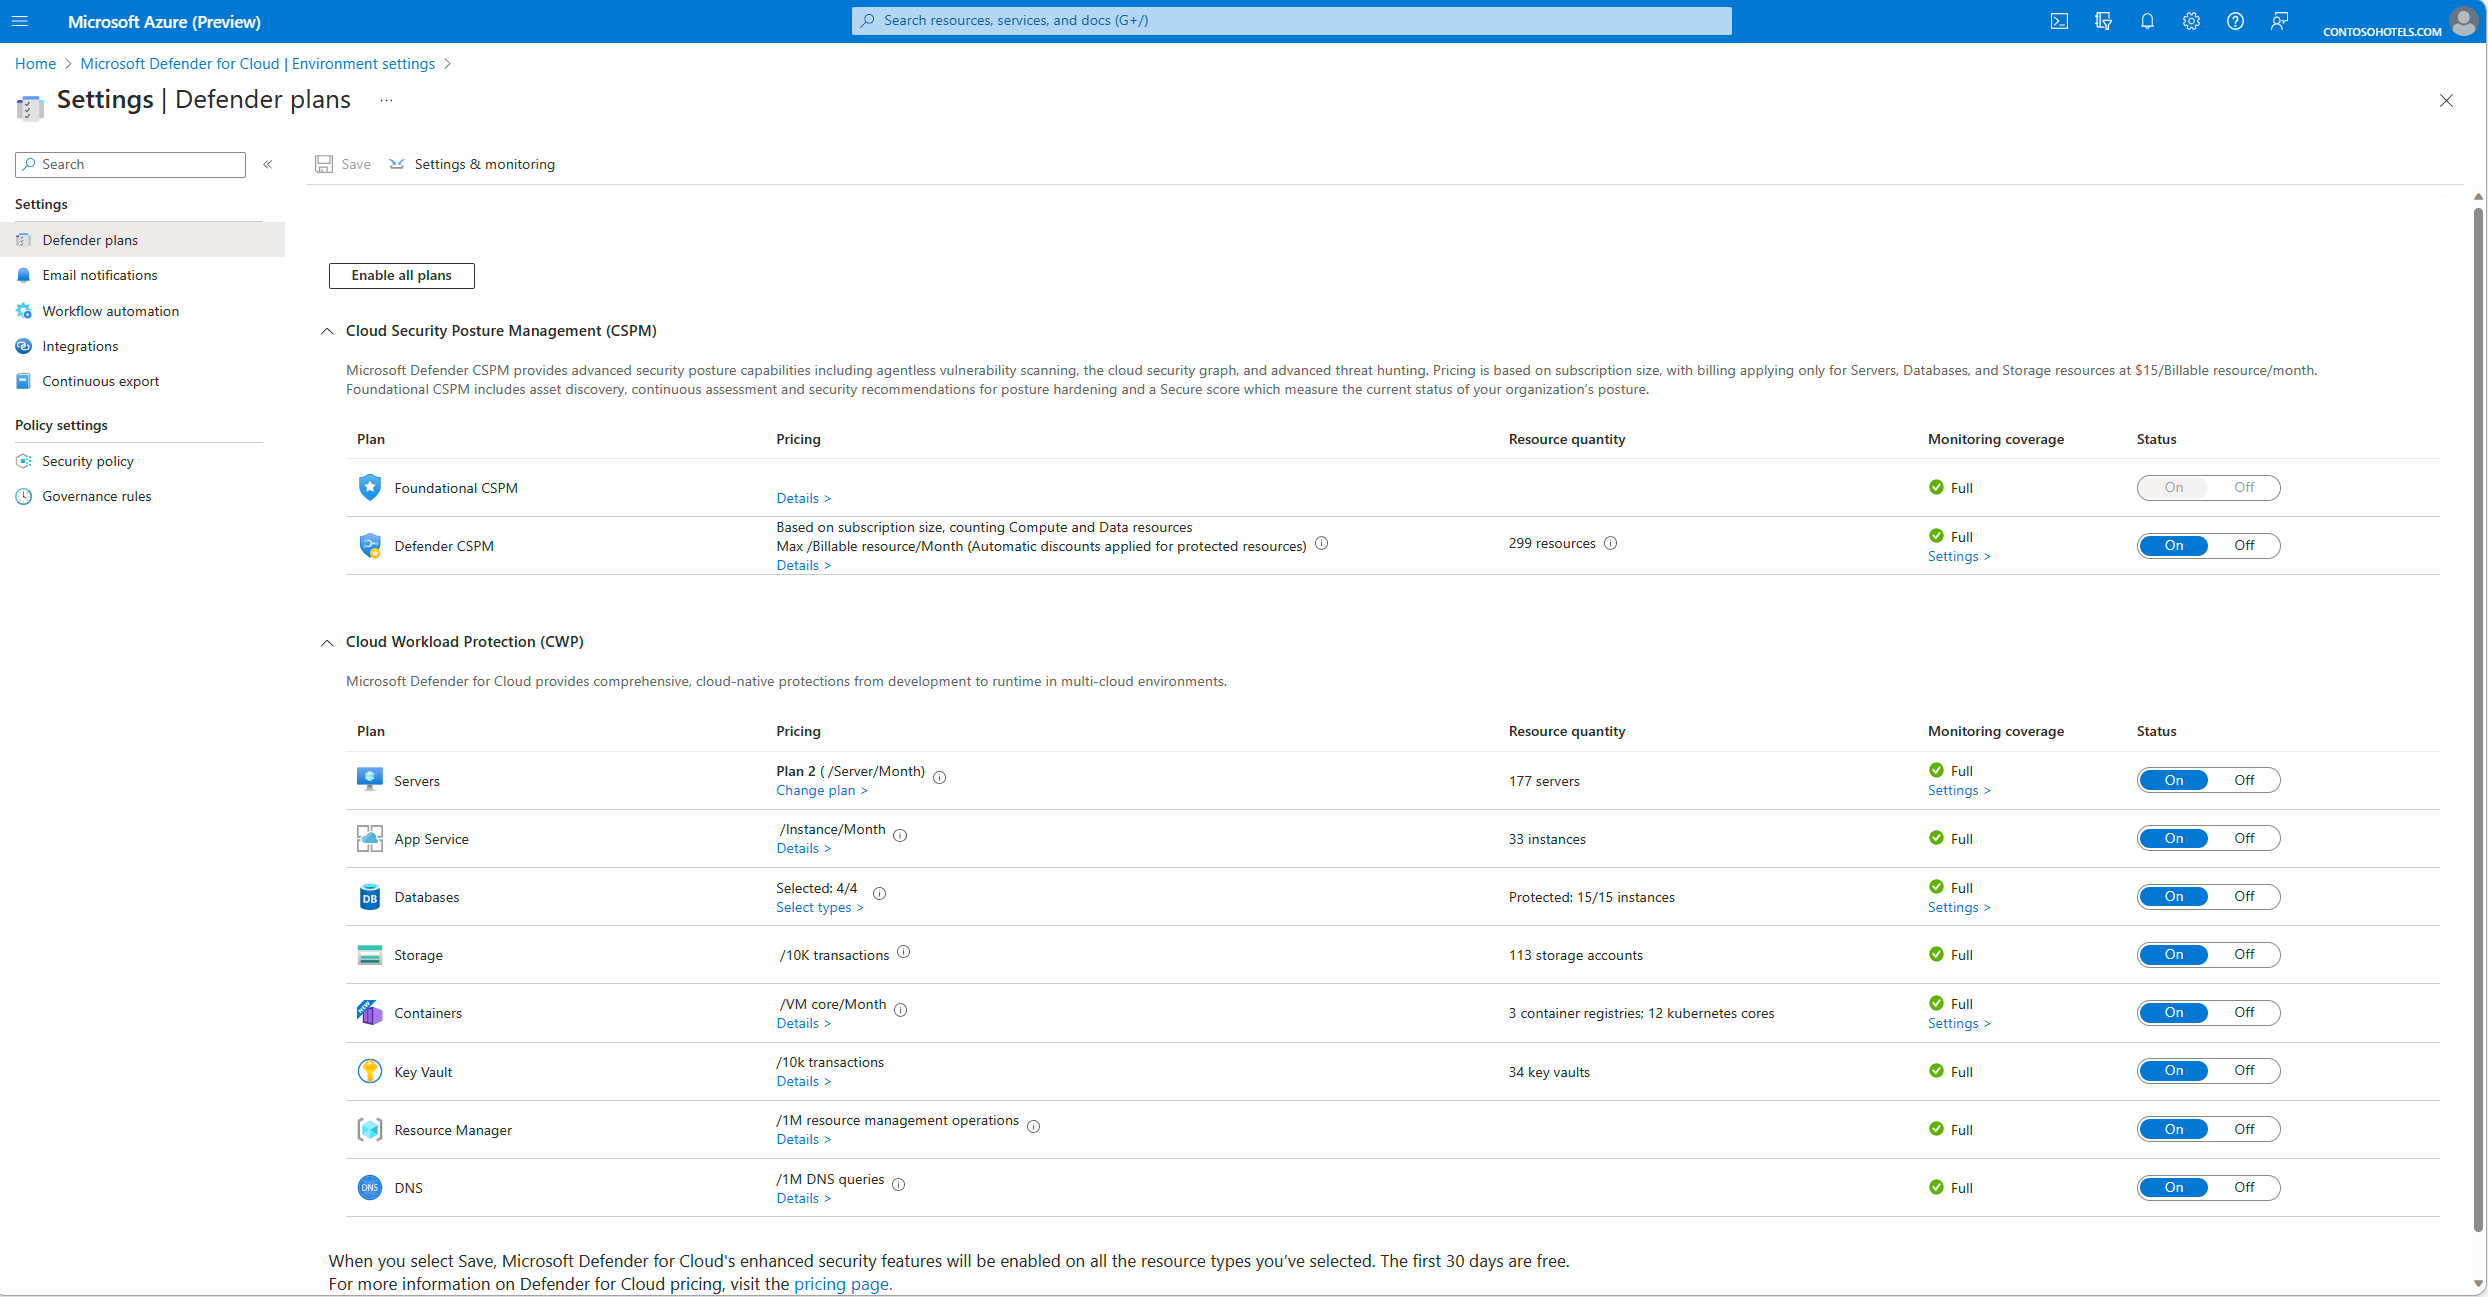 Microsoft Azure (Preview)
Search resources, services, and docs (G+/)
CONTOSOHOTELS.COM
Home > Microsoft Defender for Cloud | Environment settings >
Settings | Defender plans ...
Search «
Save Settings & monitoring
Settings
Defender plans
Email notifications
Workflow automation
Integrations
Continuous export
Policy settings
Security policy
Governance rules
Enable all plans
Cloud Security Posture Management (CSPM)
Microsoft Defender CSPM provides advanced security posture capabilities including agentless vulnerability scanning, the cloud security graph, and advanced threat hunting. Pricing is based on subscription size, with billing applying only for Servers, Databases, and Storage resources at $15/Billable resource/month.
Foundational CSPM includes asset discovery, continuous assessment and security recommendations for posture hardening and a Secure score which measure the current status of your organization's posture.
Plan Pricing Resource quantity Monitoring coverage Status
Foundational CSPM
Details >
Full
On Off
Defender CSPM
Based on subscription size, counting Compute and Data resources
Max /Billable resource/Month (Automatic discounts applied for protected resources)
Details >
299 resources
Full
Settings >
On Off
Cloud Workload Protection (CWP)
Microsoft Defender for Cloud provides comprehensive, cloud-native protections from development to runtime in multi-cloud environments.
Plan Pricing Resource quantity Monitoring coverage Status
Servers
Plan 2 ( /Server/Month)
Change plan >
177 servers
Full
Settings >
On Off
App Service
/Instance/Month
Details >
33 instances
Full
On Off
Databases
DB
Selected: 4/4
Select types >
Protected: 15/15 instances
Full
Settings >
On Off
Storage
/10K transactions
113 storage accounts
Full
On Off
NEW
Containers
/VM core/Month
Details >
3 container registries; 12 kubernetes cores
Full
Settings >
On Off
Key Vault
/10k transactions
Details >
34 key vaults
Full
On Off
Resource Manager
/1M resource management operations
Details >
Full
On Off
DNS
DNS
/1M DNS queries
Details >
Full
On Off
When you select Save, Microsoft Defender for Cloud's enhanced security features will be enabled on all the resource types you've selected. The first 30 days are free.
For more information on Defender for Cloud pricing, visit the pricing page.